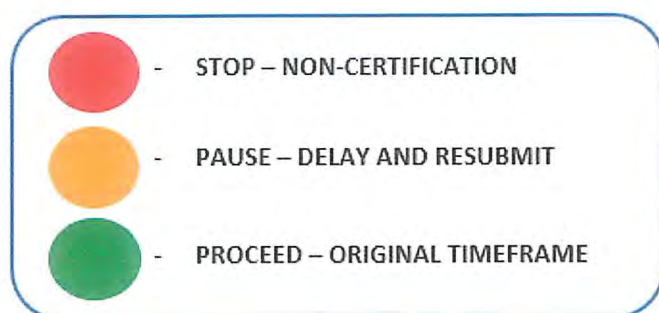 - STOP – NON-CERTIFICATION
- PAUSE – DELAY AND RESUBMIT
- PROCEED – ORIGINAL TIMEFRAME